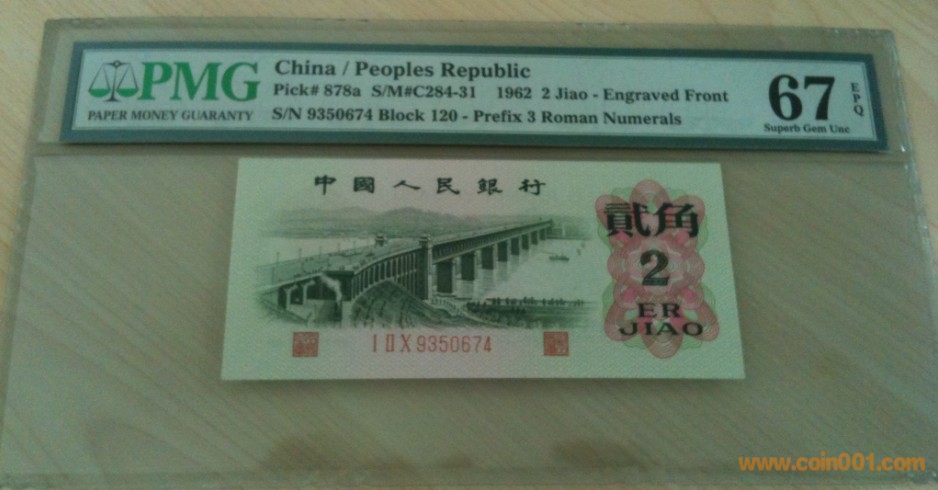 PMG
PAPER MONEY GUARANTY
China / Peoples Republic
Pick# 878a S/M#C284-31 1962 2 Jiao - Engraved Front
S/N 9350674 Block 120 - Prefix 3 Roman Numerals
67
EPQ
Superb Gem Unc
中國人民銀行
貳角
2
ER
JIAO
I II X 9350674
www.coin001.com